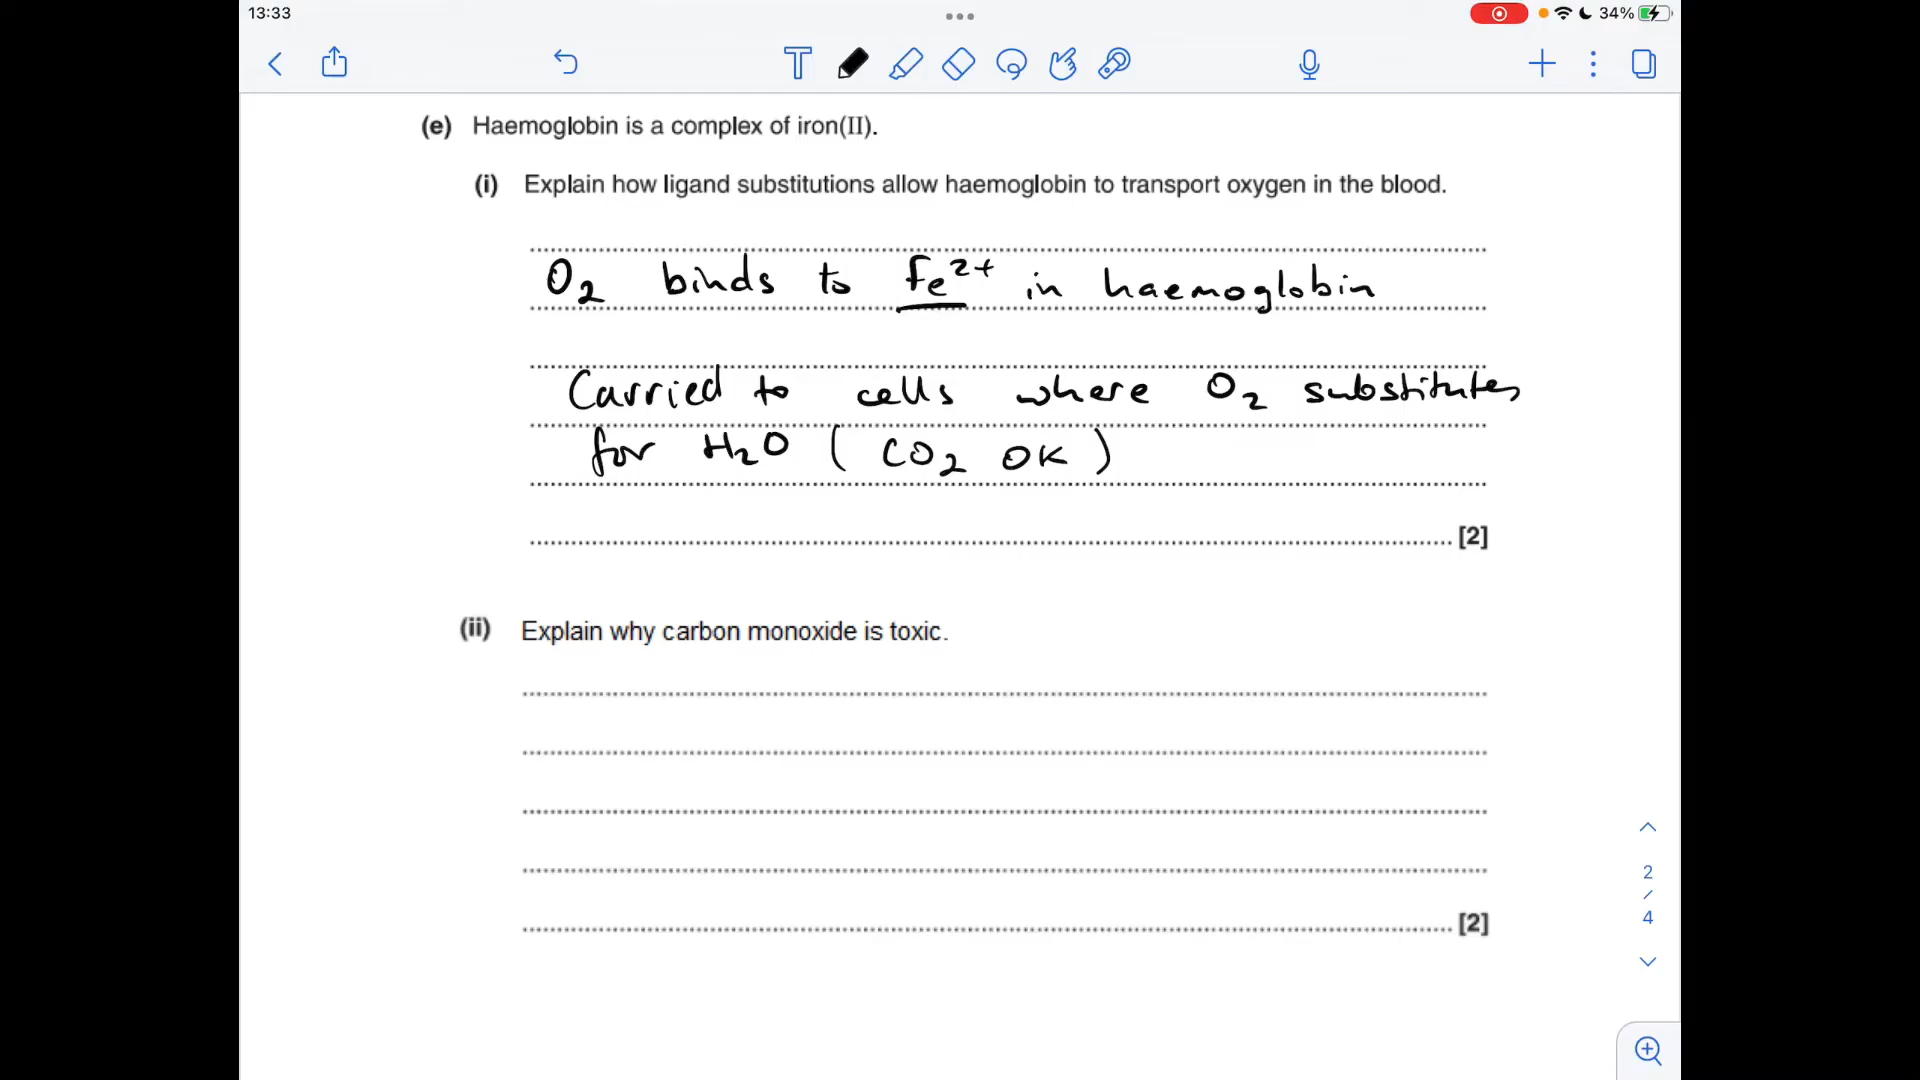 13:33
34%
(e) Haemoglobin is a complex of iron(II).
(i) Explain how ligand substitutions allow haemoglobin to transport oxygen in the blood.
O₂ binds to Fe²⁺ in haemoglobin
Carried to cells where O₂ substitutes
for H₂O ( CO₂ OK )
[2]
(ii) Explain why carbon monoxide is toxic.
[2]
2
/
4